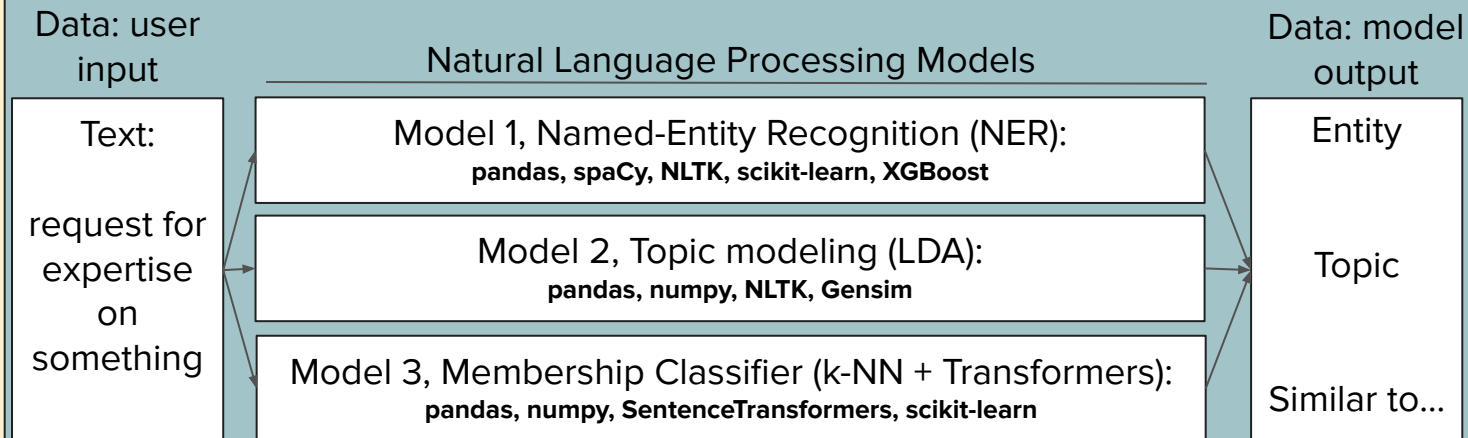 Data: user
input
Natural Language Processing Models
Data: model
output
Text:
request for
expertise
on
something
Model 1, Named-Entity Recognition (NER):
pandas, spaCy, NLTK, scikit-learn, XGBoost
Model 2, Topic modeling (LDA):
pandas, numpy, NLTK, Gensim
Model 3, Membership Classifier (k-NN + Transformers):
pandas, numpy, SentenceTransformers, scikit-learn
Entity
Topic
Similar to...